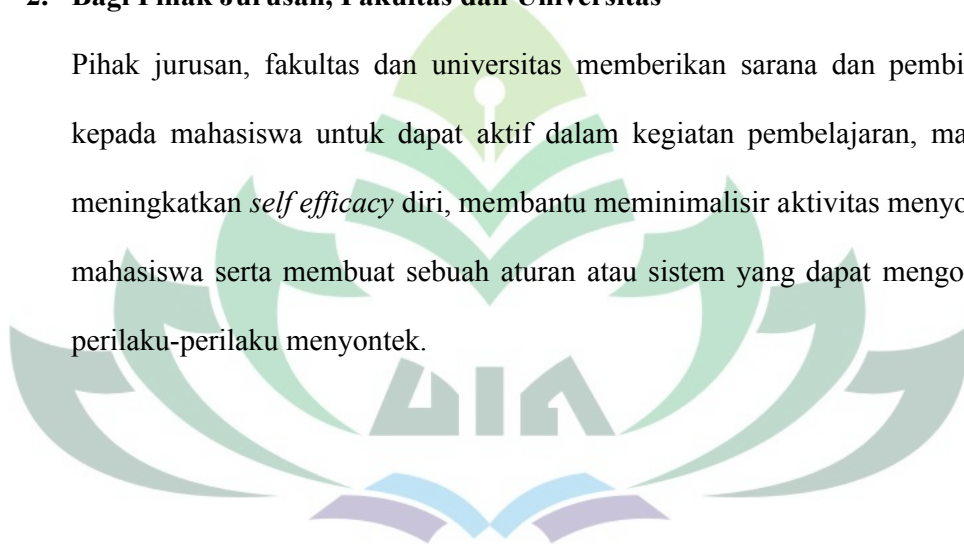 2. Bagi Pihak Jurusan, Fakultas dan Universitas
Pihak jurusan, fakultas dan universitas memberikan sarana dan pembi
kepada mahasiswa untuk dapat aktif dalam kegiatan pembelajaran, ma
meningkatkan self efficacy diri, membantu meminimalisir aktivitas menyo
mahasiswa serta membuat sebuah aturan atau sistem yang dapat mengo
perilaku-perilaku menyontek.
UIN